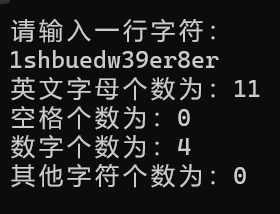 请输入一行字符:
1shbuedw39er8er
英文字母个数为: 11
空格个数为: 0
数字个数为: 4
其他字符个数为: 0